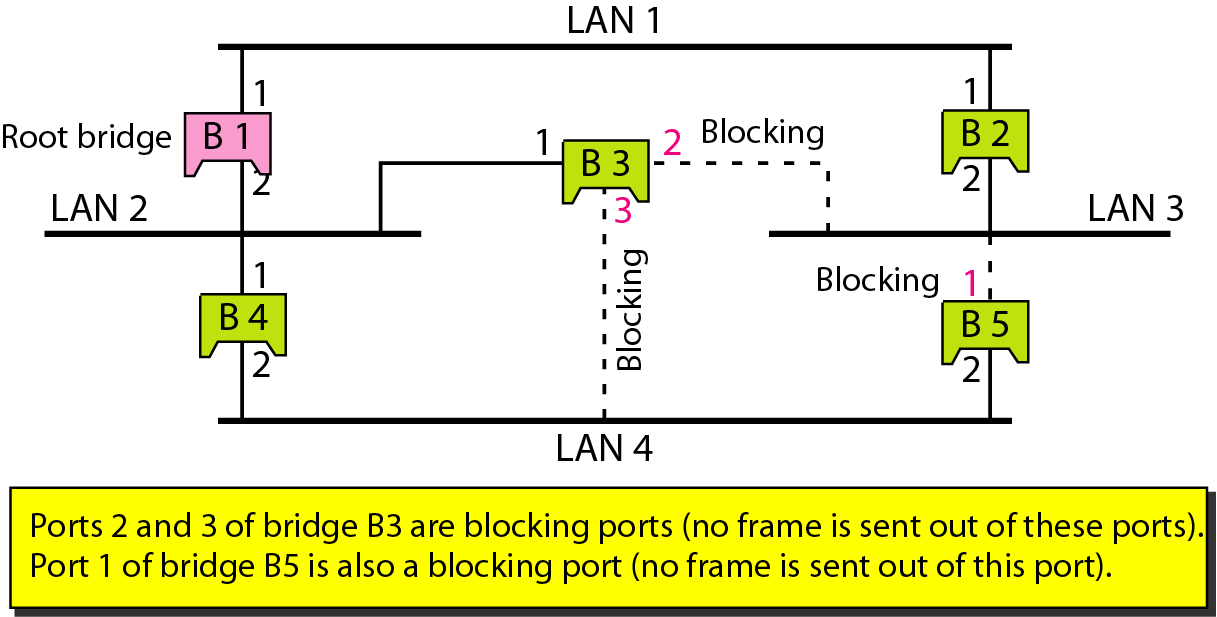 LAN 1
1
1
Root bridge
B 1
1
B 3
2
Blocking
B 2
2
2
LAN 2
3
LAN 3
1
Blocking
Blocking
1
B 4
B 5
2
2
LAN 4
Ports 2 and 3 of bridge B3 are blocking ports (no frame is sent out of these ports).
Port 1 of bridge B5 is also a blocking port (no frame is sent out of this port).